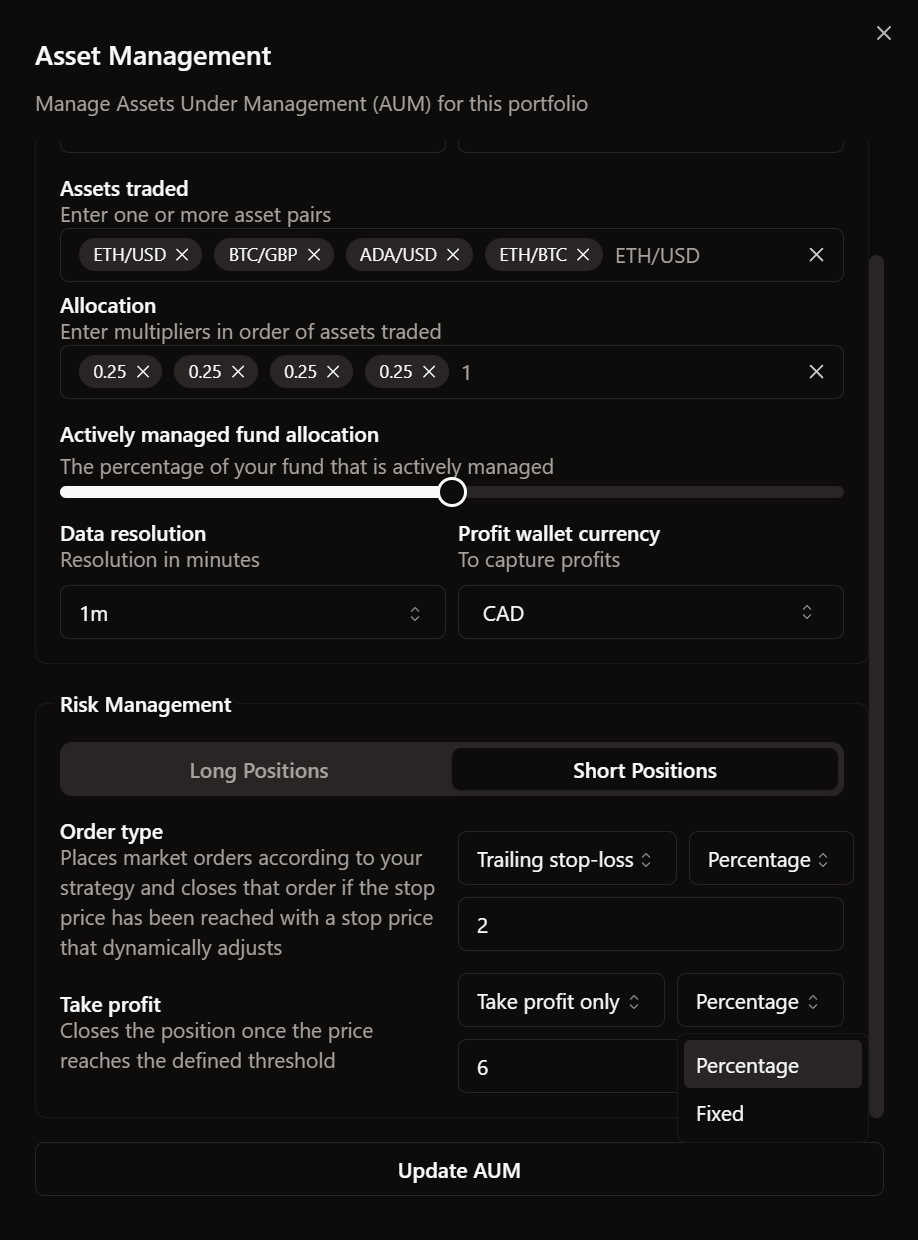 Asset Management
Manage Assets Under Management (AUM) for this portfolio
Assets traded
Enter one or more asset pairs
ETH/USD BTC/GBP ADA/USD ETH/BTC ETH/USD
Allocation
Enter multipliers in order of assets traded
0.25 0.25 0.25 0.25 1
Actively managed fund allocation
The percentage of your fund that is actively managed
Data resolution
Resolution in minutes
1m
Profit wallet currency
To capture profits
CAD
Risk Management
Long Positions
Short Positions
Order type
Places market orders according to your
strategy and closes that order if the stop
price has been reached with a stop price
that dynamically adjusts
Trailing stop-loss
Percentage
2
Take profit
Closes the position once the price
reaches the defined threshold
Take profit only
Percentage
6
Percentage
Fixed
Update AUM